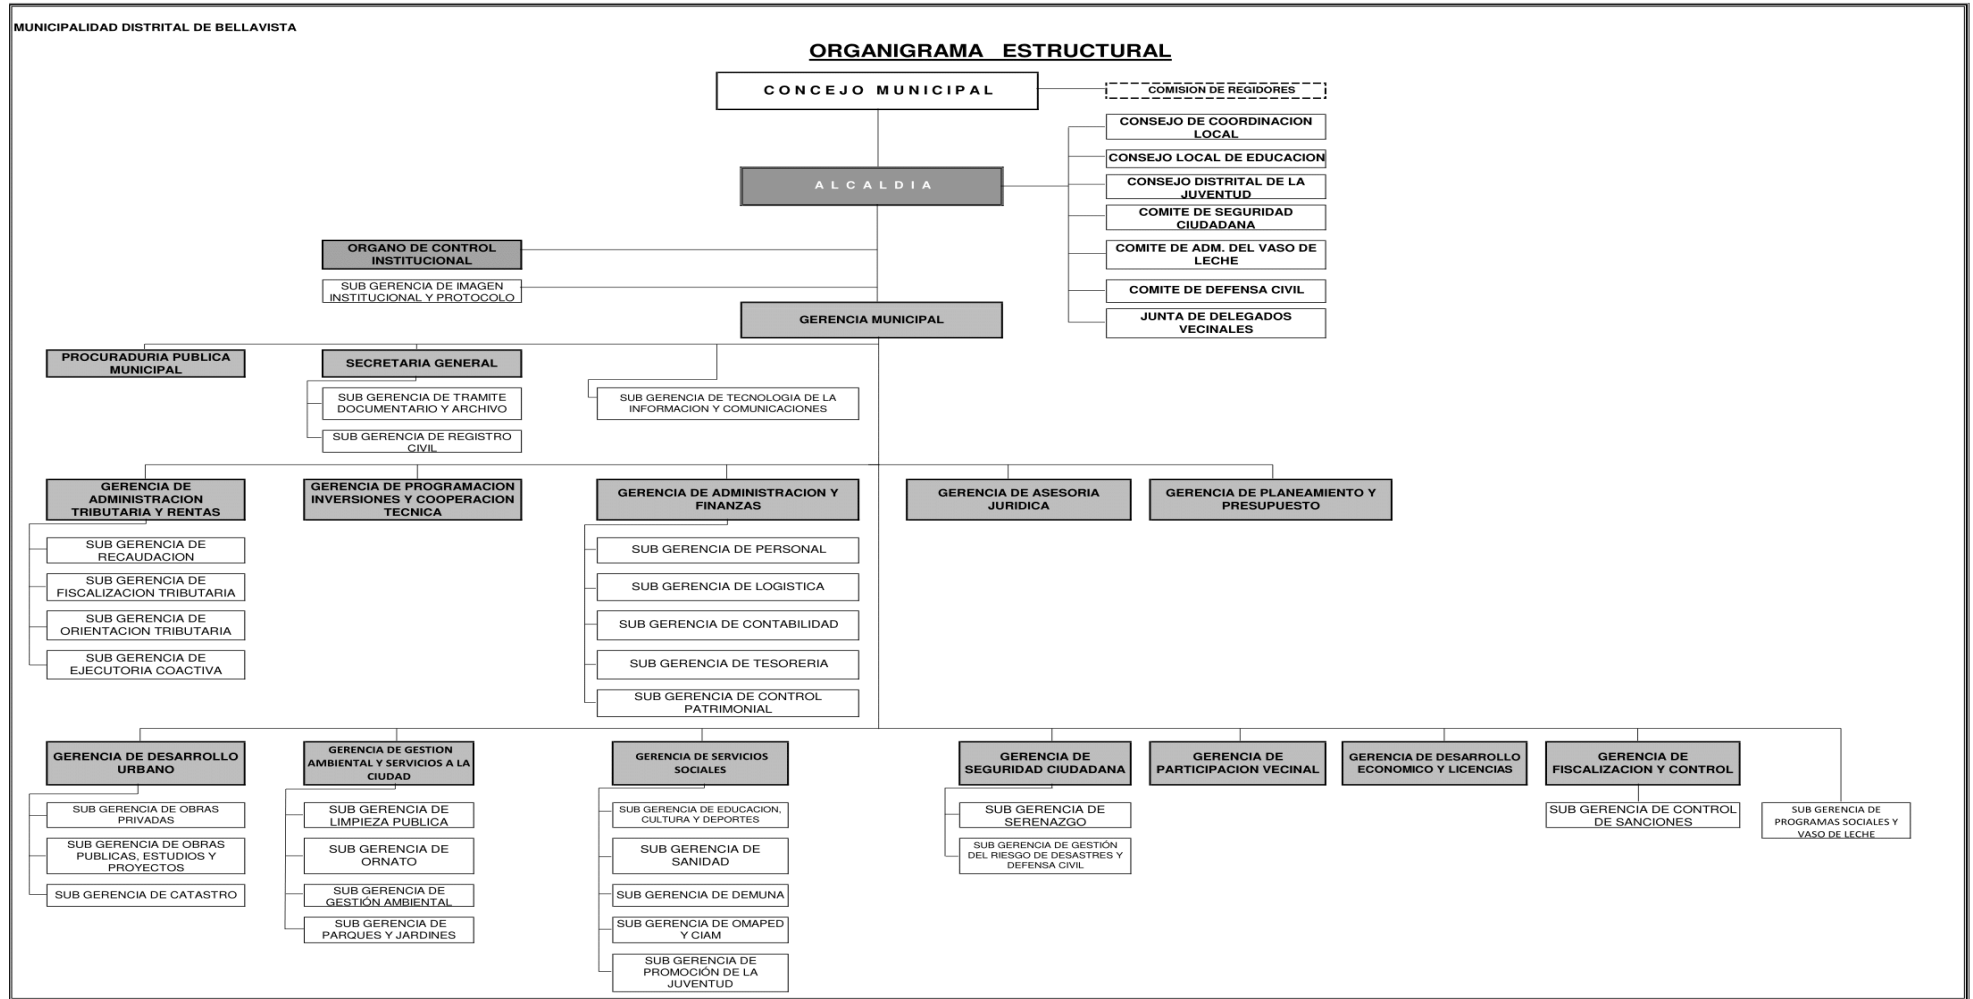 MUNICIPALIDAD DISTRITAL DE BELLAVISTA
ORGANIGRAMA ESTRUCTURAL
CONCEJO MUNICIPAL
COMISION DE REGIDORES
CONSEJO DE COORDINACION
LOCAL
CONSEJO LOCAL DE EDUCACION
ALCALDIA
CONSEJO DISTRITAL DE LA
JUVENTUD
COMITE DE SEGURIDAD
CIUDADANA
ORGANO DE CONTROL
INSTITUCIONAL
COMITE DE ADM. DEL VASO DE
LECHE
SUB GERENCIA DE IMAGEN
INSTITUCIONAL Y PROTOCOLO
COMITE DE DEFENSA CIVIL
GERENCIA MUNICIPAL
JUNTA DE DELEGADOS
VECINALES
PROCURADURIA PUBLICA
MUNICIPAL
SECRETARIA GENERAL
SUB GERENCIA DE TRAMITE
DOCUMENTARIO Y ARCHIVO
SUB GERENCIA DE TECNOLOGIA DE LA
INFORMACION Y COMUNICACIONES
SUB GERENCIA DE REGISTRO
CIVIL
GERENCIA DE
ADMINISTRACION
TRIBUTARIA Y RENTAS
GERENCIA DE PROGRAMACION
INVERSIONES Y COOPERACION
TECNICA
GERENCIA DE ADMINISTRACION Y
FINANZAS
GERENCIA DE ASESORIA
JURIDICA
GERENCIA DE PLANEAMIENTO Y
PRESUPUESTO
SUB GERENCIA DE
RECAUDACION
SUB GERENCIA DE
FISCALIZACION TRIBUTARIA
SUB GERENCIA DE
ORIENTACION TRIBUTARIA
SUB GERENCIA DE
EJECUTORIA COACTIVA
SUB GERENCIA DE PERSONAL
SUB GERENCIA DE LOGISTICA
SUB GERENCIA DE CONTABILIDAD
SUB GERENCIA DE TESORERIA
SUB GERENCIA DE CONTROL
PATRIMONIAL
GERENCIA DE DESARROLLO
URBANO
GERENCIA DE GESTION
AMBIENTAL Y SERVICIOS A LA
CIUDAD
GERENCIA DE SERVICIOS
SOCIALES
GERENCIA DE
SEGURIDAD CIUDADANA
GERENCIA DE
PARTICIPACION VECINAL
GERENCIA DE DESARROLLO
ECONOMICO Y LICENCIAS
GERENCIA DE
FISCALIZACION Y CONTROL
SUB GERENCIA DE OBRAS
PRIVADAS
SUB GERENCIA DE OBRAS
PUBLICAS, ESTUDIOS Y
PROYECTOS
SUB GERENCIA DE CATASTRO
SUB GERENCIA DE
LIMPIEZA PUBLICA
SUB GERENCIA DE
ORNATO
SUB GERENCIA DE
GESTIÓN AMBIENTAL
SUB GERENCIA DE
PARQUES Y JARDINES
SUB GERENCIA DE EDUCACION,
CULTURA Y DEPORTES
SUB GERENCIA DE
SANIDAD
SUB GERENCIA DE DEMUNA
SUB GERENCIA DE OMAPED
Y CIAM
SUB GERENCIA DE
PROMOCIÓN DE LA
JUVENTUD
SUB GERENCIA DE
SERENAZGO
SUB GERENCIA DE GESTIÓN
DEL RIESGO DE DESASTRES Y
DEFENSA CIVIL
SUB GERENCIA DE CONTROL
DE SANCIONES
SUB GERENCIA DE
PROGRAMAS SOCIALES Y
VASO DE LECHE